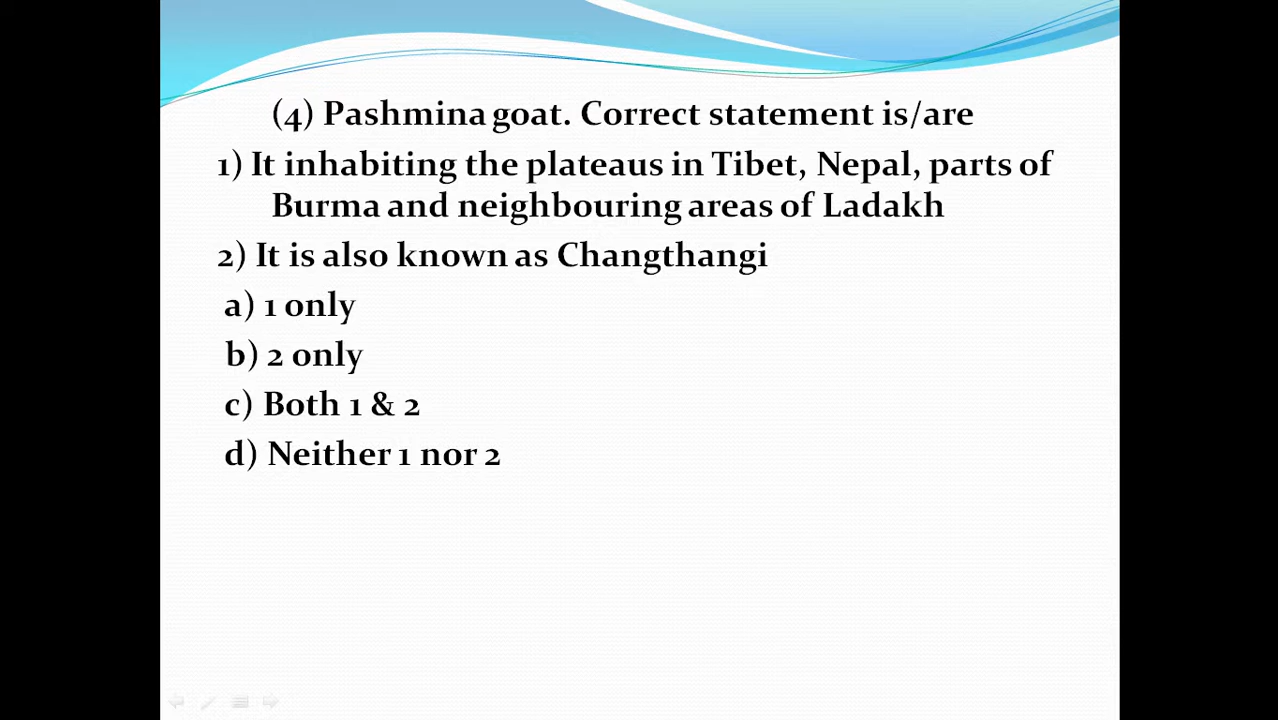 (4) Pashmina goat. Correct statement is/are
1) It inhabiting the plateaus in Tibet, Nepal, parts of
Burma and neighbouring areas of Ladakh
2) It is also known as Changthangi
a) 1 only
b) 2 only
c) Both 1 & 2
d) Neither 1 nor 2